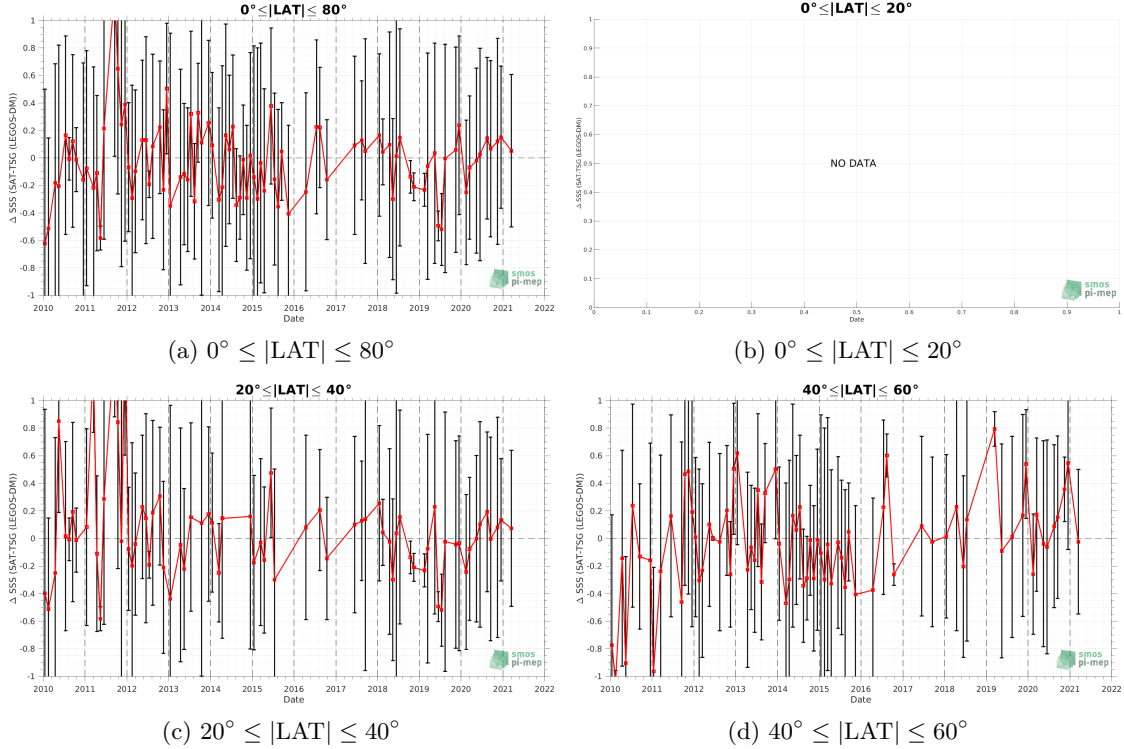 0°≤|LAT|≤ 80°
Δ SSS (SAT-TSG (LEGOS-DM))
1
0.8
0.6
0.4
0.2
0
-0.2
-0.4
-0.6
-0.8
-1
2010 2011 2012 2013 2014 2015 2016 2017 2018 2019 2020 2021 2022
Date
smos
pi-mep
(a) 0° ≤ |LAT| ≤ 80°
0°≤|LAT|≤ 20°
Δ SSS (SAT-TSG (LEGOS-DM))
1
0.9
0.8
0.7
0.6
0.5
0.4
0.3
0.2
0.1
0
NO DATA
0 0.1 0.2 0.3 0.4 0.5 0.6 0.7 0.8 0.9 1
Date
smos
pi-mep
(b) 0° ≤ |LAT| ≤ 20°
20°≤|LAT|≤ 40°
Δ SSS (SAT-TSG (LEGOS-DM))
1
0.8
0.6
0.4
0.2
0
-0.2
-0.4
-0.6
-0.8
-1
2010 2011 2012 2013 2014 2015 2016 2017 2018 2019 2020 2021 2022
Date
smos
pi-mep
(c) 20° ≤ |LAT| ≤ 40°
40°≤|LAT|≤ 60°
Δ SSS (SAT-TSG (LEGOS-DM))
1
0.8
0.6
0.4
0.2
0
-0.2
-0.4
-0.6
-0.8
-1
2010 2011 2012 2013 2014 2015 2016 2017 2018 2019 2020 2021 2022
Date
smos
pi-mep
(d) 40° ≤ |LAT| ≤ 60°